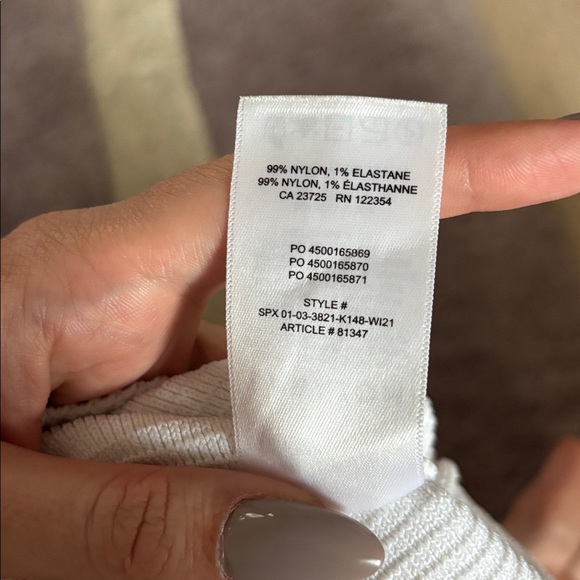 99% NYLON, 1% ELASTANE
99% NYLON, 1% ÉLASTHANNE
CA 23725 RN 122354
PO 4500165869
PO 4500165870
PO 4500165871
STYLE #
SPX 01-03-3821-K148-WI21
ARTICLE # 81347